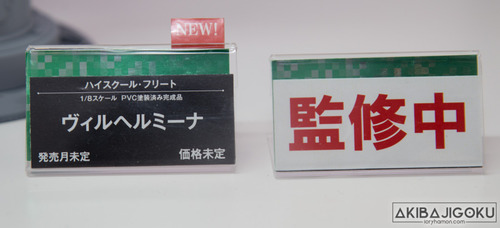 NEW!
ハイスクール・フリート
1/8スケール PVC塗装済み完成品
ヴィルヘルミーナ
発売月未定 価格未定
監修中
AKIBAJIGOKU
loryhamon.com